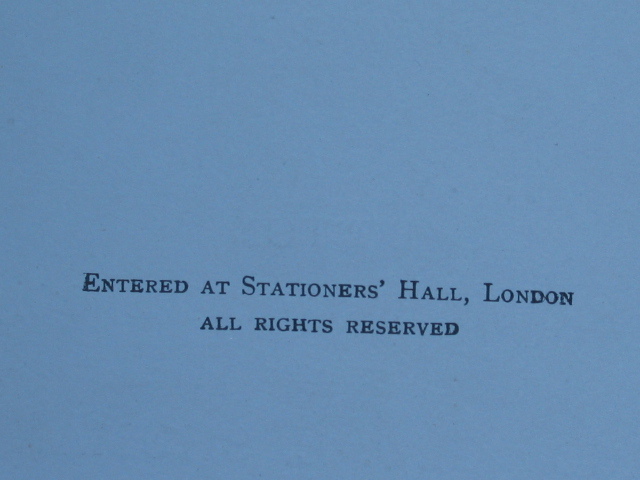 Entered at Stationers' Hall, London
all rights reserved